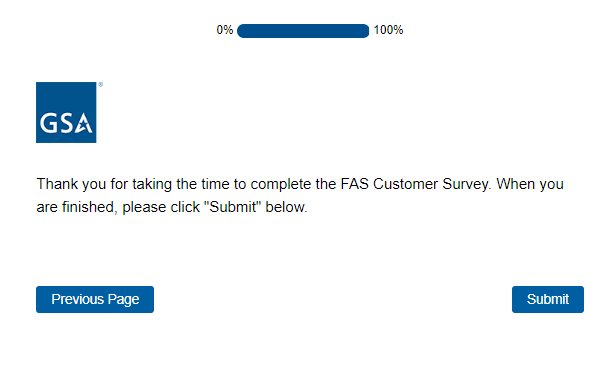 0% 100%
GSA
Thank you for taking the time to complete the FAS Customer Survey. When you
are finished, please click "Submit" below.
Previous Page Submit